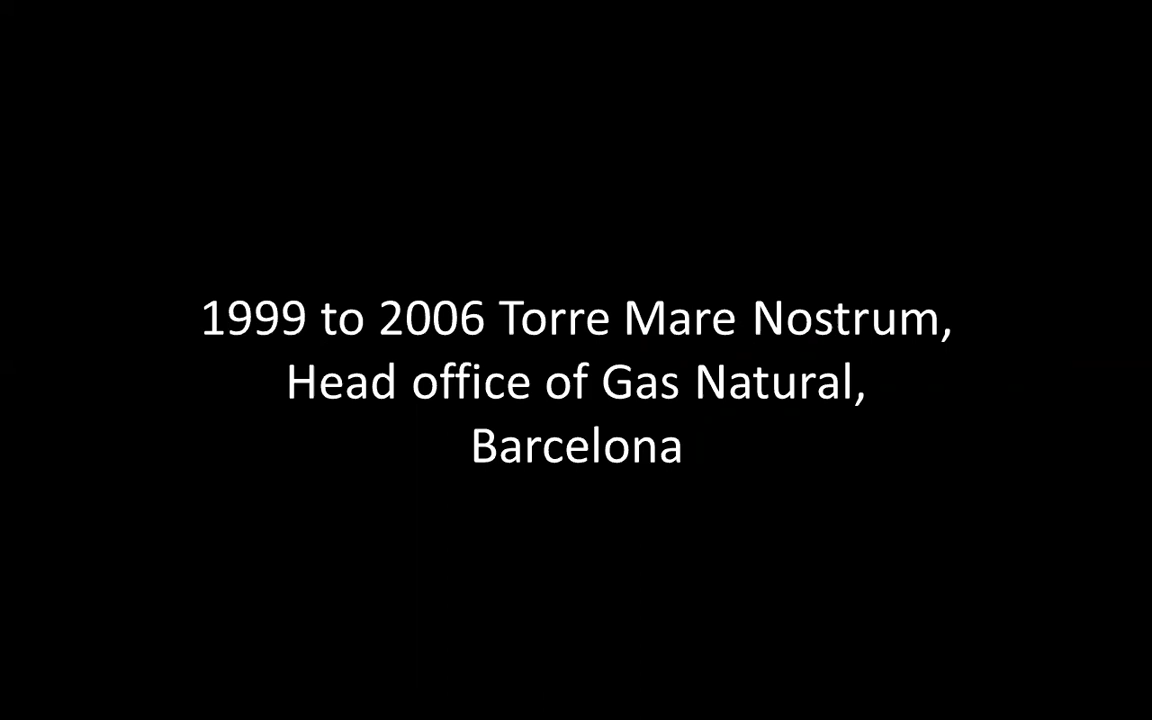 1999 to 2006 Torre Mare Nostrum,
Head office of Gas Natural,
Barcelona